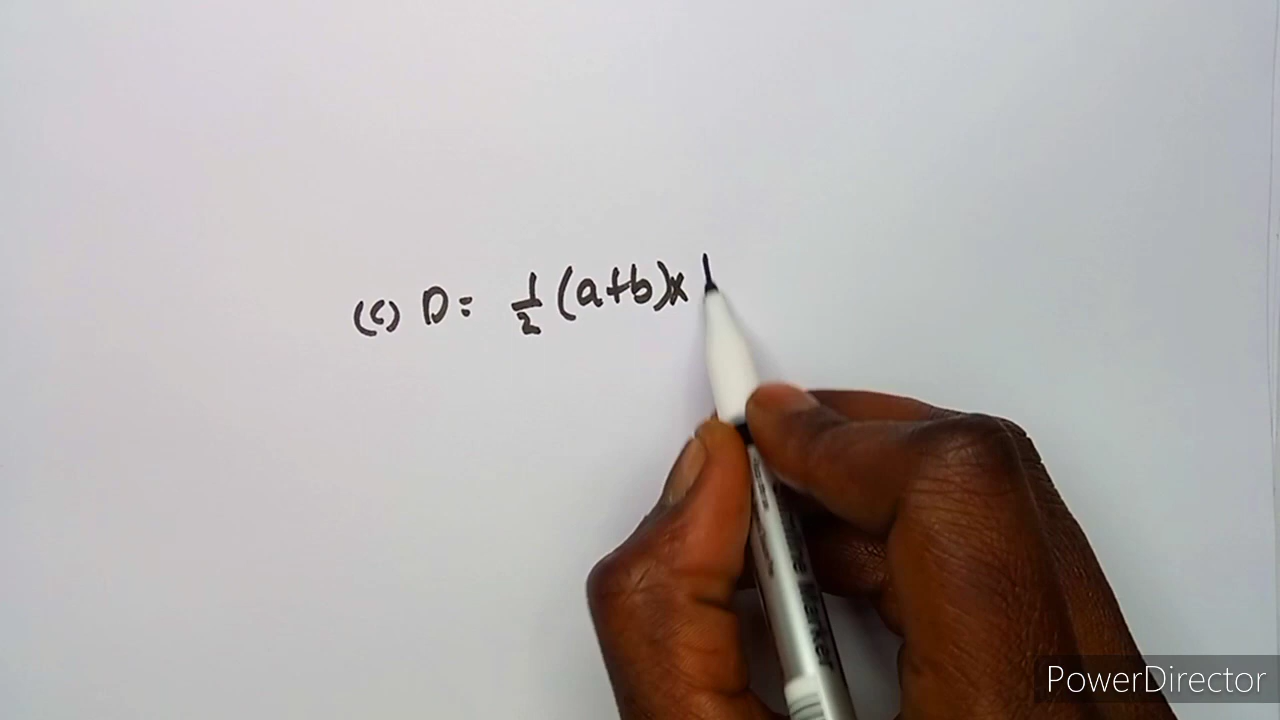 (c) D = 1/2 (a+b)x
PowerDirector